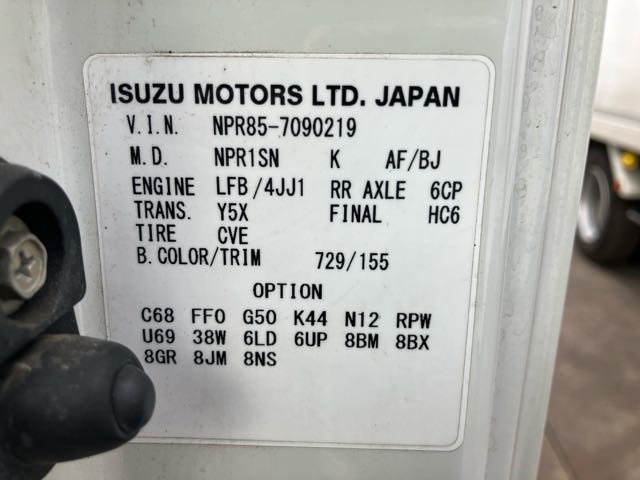 ISUZU MOTORS LTD. JAPAN
V.I.N. NPR85-7090219
M.D. NPR1SN K AF/BJ
ENGINE LFB/4JJ1 RR AXLE 6CP
TRANS. Y5X FINAL HC6
TIRE CVE
B.COLOR/TRIM 729/155
OPTION
C68 FF0 G50 K44 N12 RPW
U69 38W 6LD 6UP 8BM 8BX
8GR 8JM 8NS